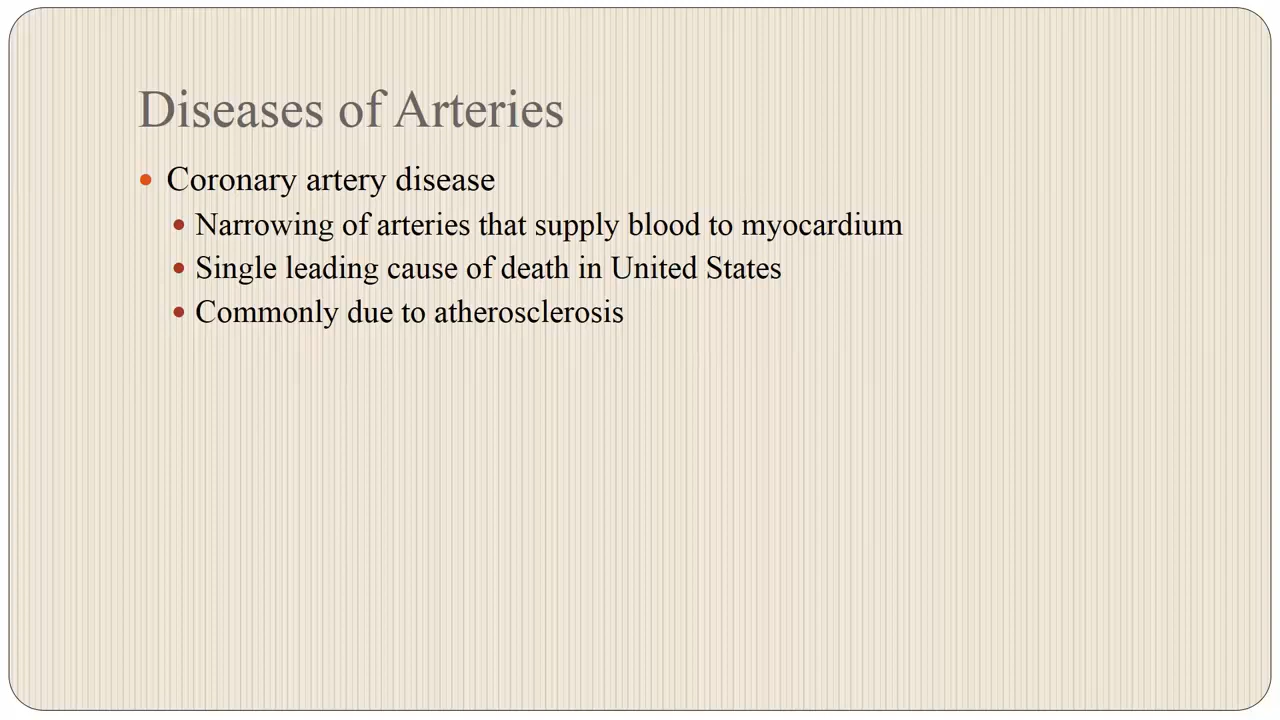 Diseases of Arteries
• Coronary artery disease
• Narrowing of arteries that supply blood to myocardium
• Single leading cause of death in United States
• Commonly due to atherosclerosis